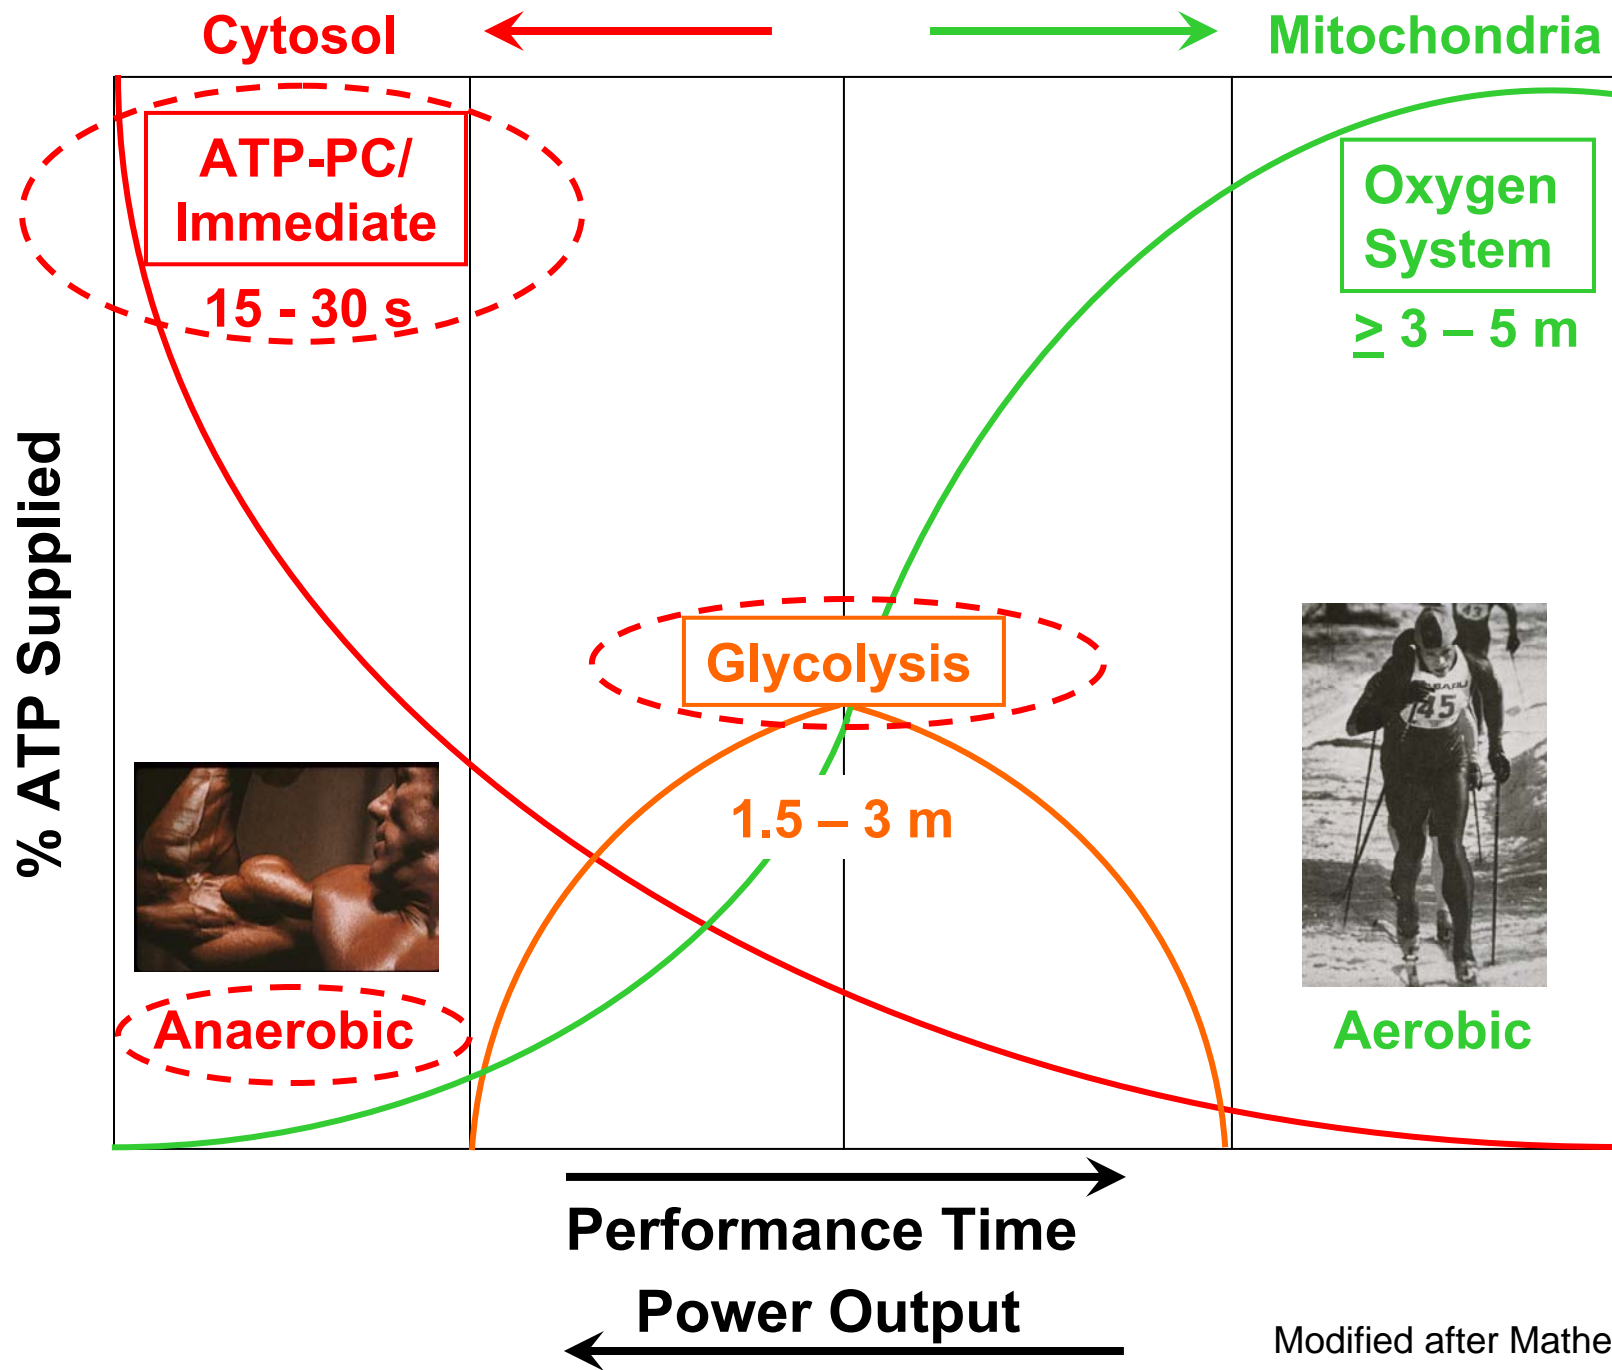 Cytosol
Mitochondria
ATP-PC/
Immediate
15 - 30 s
Oxygen
System
≥ 3 – 5 m
% ATP Supplied
Glycolysis
1.5 – 3 m
45
Anaerobic
Aerobic
Performance Time
Power Output
Modified after Mathe